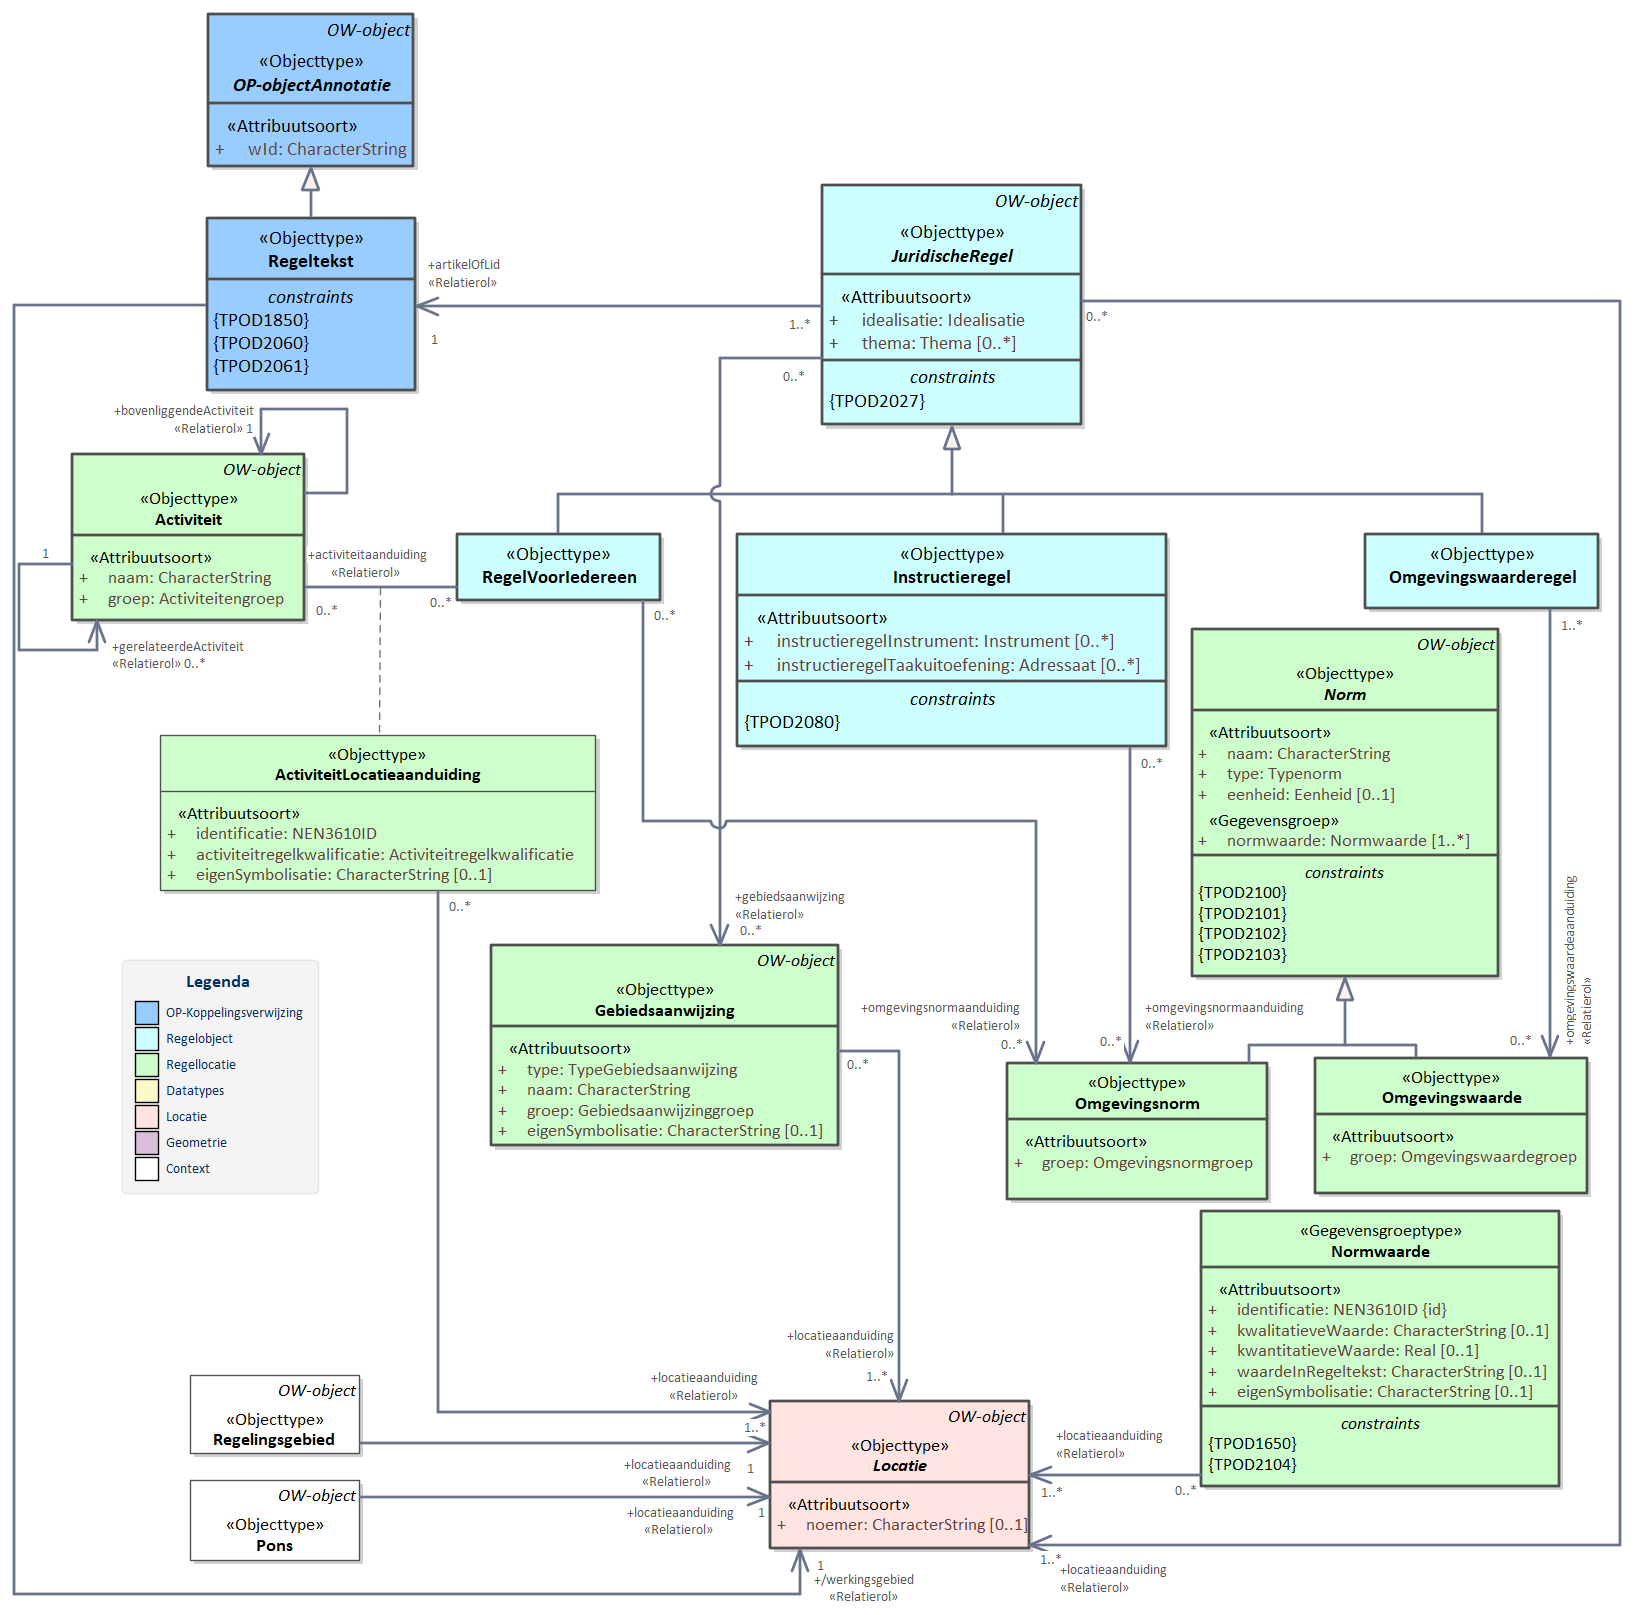 OW-object
«Objecttype»
OP-objectAnnotatie
«Attribuutsoort»
+ wId: CharacterString
«Objecttype»
Regeltekst
constraints
{TPOD1850}
{TPOD2060}
{TPOD2061}
+artikelOfLid
«Relatierol»
1
1..*
OW-object
«Objecttype»
JuridischeRegel
«Attribuutsoort»
+ idealisatie: Idealisatie
+ thema: Thema [0..*]
constraints
{TPOD2027}
0..*
0..*
+bovenliggendeActiviteit
«Relatierol» 1
OW-object
«Objecttype»
Activiteit
«Attribuutsoort»
+ naam: CharacterString
+ groep: Activiteitengroep
1
+gerelateerdeActiviteit
«Relatierol» 0..*
+activiteitaanduiding
«Relatierol»
0..*
0..*
«Objecttype»
RegelVoorIedereen
0..*
«Objecttype»
Instructieregel
«Attribuutsoort»
+ instructieregelInstrument: Instrument [0..*]
+ instructieregelTaakuitoefening: Adressaat [0..*]
constraints
{TPOD2080}
0..*
«Objecttype»
Omgevingswaarderegel
1..*
OW-object
«Objecttype»
Norm
«Attribuutsoort»
+ naam: CharacterString
+ type: Typenorm
+ eenheid: Eenheid [0..1]
«Gegevensgroep»
+ normwaarde: Normwaarde [1..*]
constraints
{TPOD2100}
{TPOD2101}
{TPOD2102}
{TPOD2103}
+omgevingswaardeaanduiding
«Relatierol»
0..*
«Objecttype»
ActiviteitLocatieaanduiding
«Attribuutsoort»
+ identificatie: NEN3610ID
+ activiteitregelkwalificatie: Activiteitregelkwalificatie
+ eigenSymbolisatie: CharacterString [0..1]
0..*
+gebiedsaanwijzing
«Relatierol»
0..*
OW-object
«Objecttype»
Gebiedsaanwijzing
«Attribuutsoort»
+ type: TypeGebiedsaanwijzing
+ naam: CharacterString
+ groep: Gebiedsaanwijzinggroep
+ eigenSymbolisatie: CharacterString [0..1]
0..*
+omgevingsnormaanduiding
«Relatierol»
0..*
+omgevingsnormaanduiding
«Relatierol»
0..*
«Objecttype»
Omgevingsnorm
«Attribuutsoort»
+ groep: Omgevingsnormgroep
«Objecttype»
Omgevingswaarde
«Attribuutsoort»
+ groep: Omgevingswaardegroep
Legenda
OP-Koppelingsverwijzing
Regelobject
Regellocatie
Datatypes
Locatie
Geometrie
Context
«Gegevensgroeptype»
Normwaarde
«Attribuutsoort»
+ identificatie: NEN3610ID {id}
+ kwalitatieveWaarde: CharacterString [0..1]
+ kwantitatieveWaarde: Real [0..1]
+ waardeInRegeltekst: CharacterString [0..1]
+ eigenSymbolisatie: CharacterString [0..1]
constraints
{TPOD1650}
{TPOD2104}
+locatieaanduiding
«Relatierol»
1..*
+locatieaanduiding
«Relatierol»
1..*
OW-object
«Objecttype»
Regelingsgebied
+locatieaanduiding
«Relatierol»
1
OW-object
«Objecttype»
Pons
+locatieaanduiding
«Relatierol»
1
OW-object
«Objecttype»
Locatie
«Attribuutsoort»
+ noemer: CharacterString [0..1]
+locatieaanduiding
«Relatierol»
1..*
0..*
1..*
+locatieaanduiding
«Relatierol»
1
+/werkingsgebied
«Relatierol»